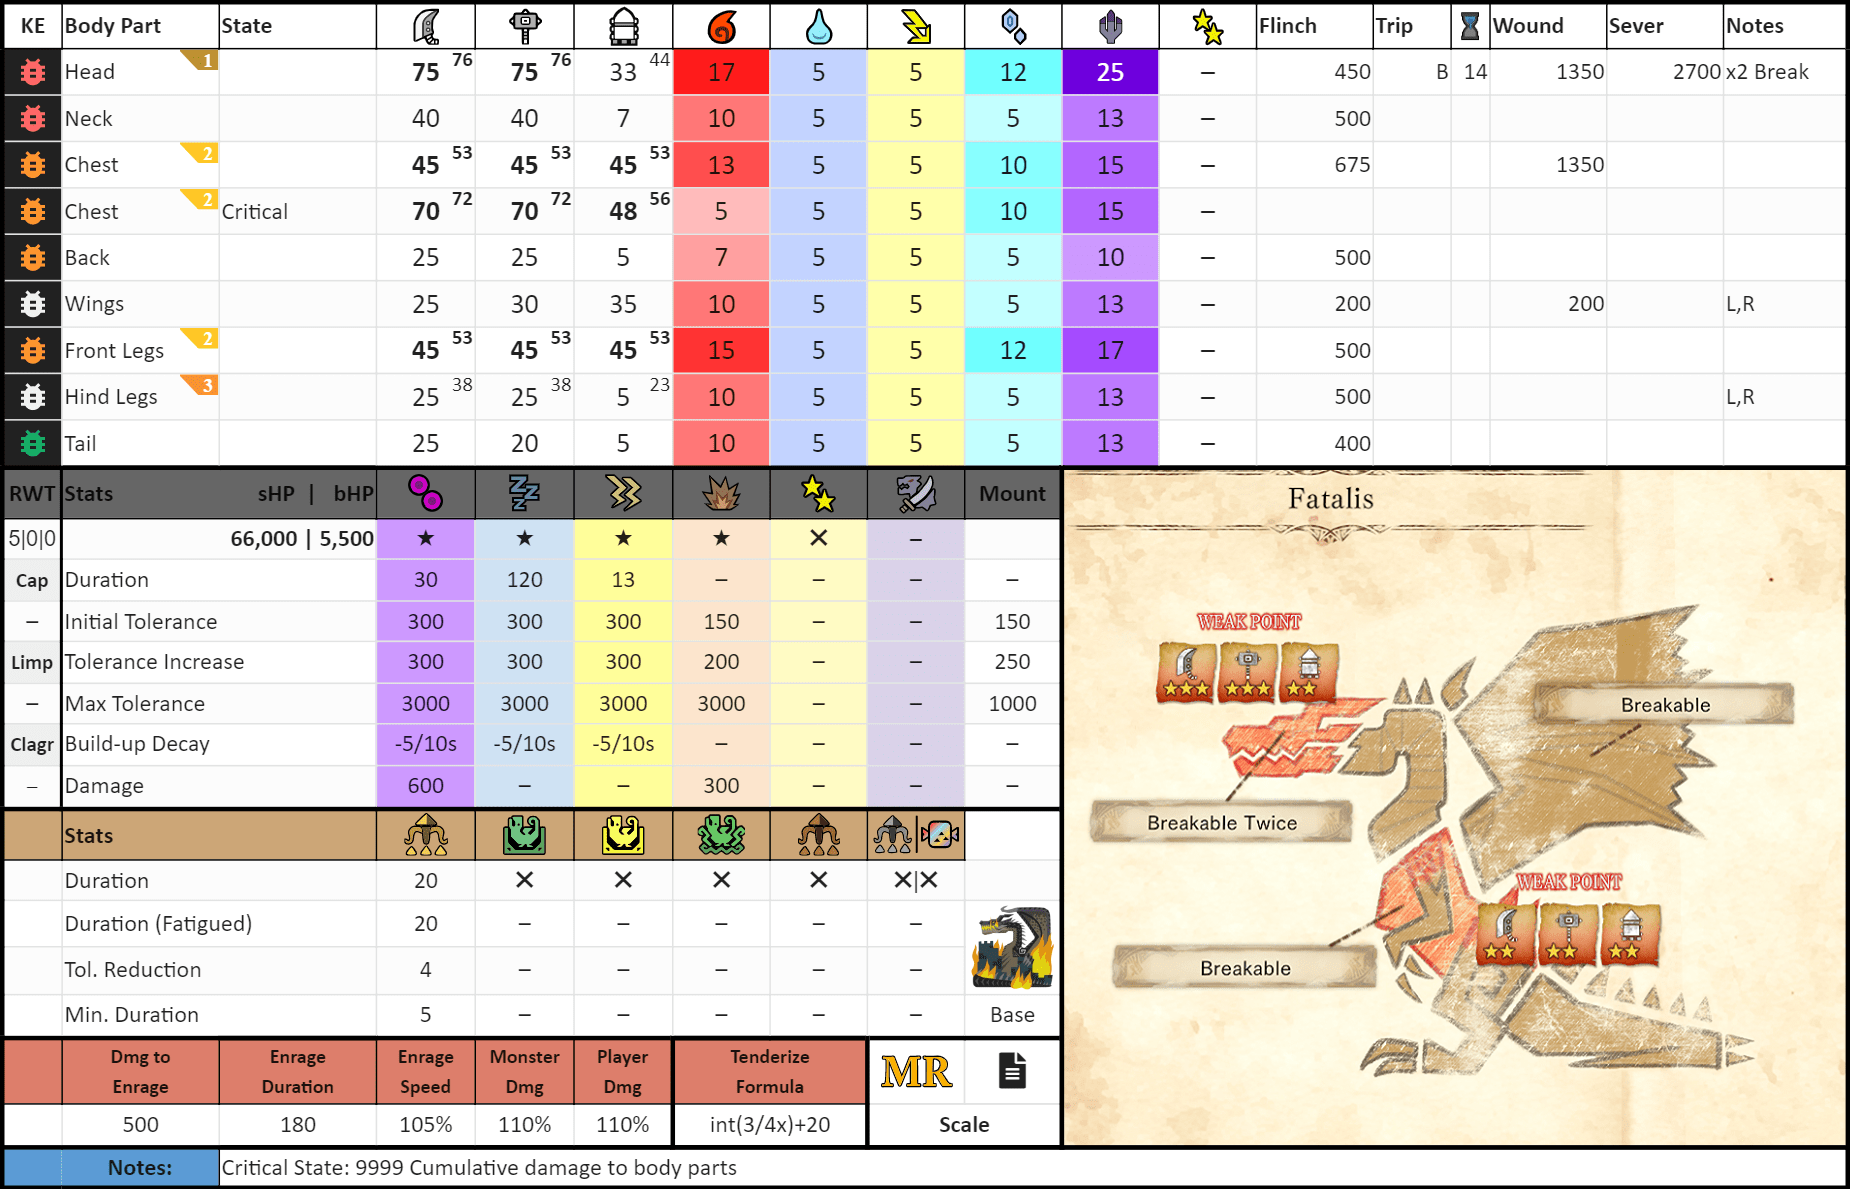 KE Body Part State Flinch Trip Wound Sever Notes
Head 1 75 76 75 76 33 44 17 5 5 12 25 – 450 B 14 1350 2700 x2 Break
Neck 40 40 7 10 5 5 5 13 – 500
Chest 2 45 53 45 53 45 53 13 5 5 10 15 – 675 1350
Chest 2 Critical 70 72 70 72 48 56 5 5 5 10 15 –
Back 25 25 5 7 5 5 5 10 – 500
Wings 25 30 35 10 5 5 5 13 – 200 200 L,R
Front Legs 2 45 53 45 53 45 53 15 5 5 12 17 – 500
Hind Legs 3 25 38 25 38 5 23 10 5 5 5 13 – 500 L,R
Tail 25 20 5 10 5 5 5 13 – 400
RWT Stats sHP | bHP Mount
5|0|0 66,000 | 5,500 ★ ★ ★ ★ ✕ –
Cap Duration 30 120 13 – – – –
– Initial Tolerance 300 300 300 150 – – 150
Limp Tolerance Increase 300 300 300 200 – – 250
– Max Tolerance 3000 3000 3000 3000 – – 1000
Clagr Build-up Decay -5/10s -5/10s -5/10s – – – –
– Damage 600 – – 300 – – –
Stats
Duration 20 ✕ ✕ ✕ ✕ ✕|✕
Duration (Fatigued) 20 – – – – –
Tol. Reduction 4 – – – – –
Min. Duration 5 – – – – – Base
Dmg to Enrage
Enrage Duration
Enrage Speed
Monster Dmg
Player Dmg
Tenderize Formula
MR
500 180 105% 110% 110% int(3/4x)+20 Scale
Notes: Critical State: 9999 Cumulative damage to body parts
Fatalis
WEAK POINT
Breakable
Breakable Twice
WEAK POINT
Breakable